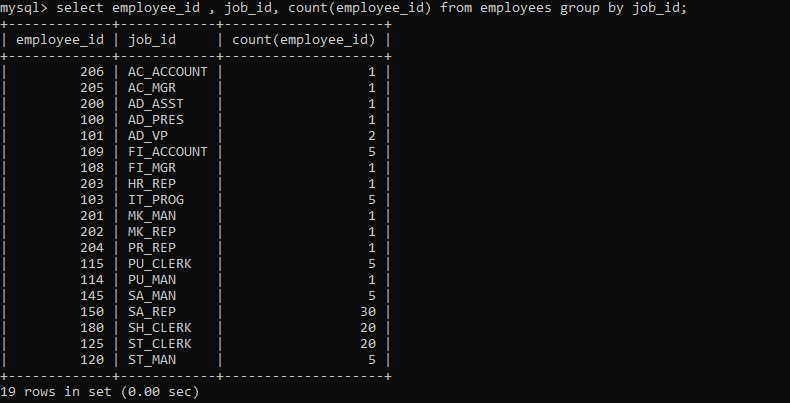 mysql> select employee_id , job_id, count(employee_id) from employees group by job_id;
+-------------+------------+--------------------+
| employee_id | job_id     | count(employee_id) |
+-------------+------------+--------------------+
|         206 | AC_ACCOUNT |                  1 |
|         205 | AC_MGR     |                  1 |
|         200 | AD_ASST    |                  1 |
|         100 | AD_PRES    |                  1 |
|         101 | AD_VP      |                  2 |
|         109 | FI_ACCOUNT |                  5 |
|         108 | FI_MGR     |                  1 |
|         203 | HR_REP     |                  1 |
|         103 | IT_PROG    |                  5 |
|         201 | MK_MAN     |                  1 |
|         202 | MK_REP     |                  1 |
|         204 | PR_REP     |                  1 |
|         115 | PU_CLERK   |                  5 |
|         114 | PU_MAN     |                  1 |
|         145 | SA_MAN     |                  5 |
|         150 | SA_REP     |                 30 |
|         180 | SH_CLERK   |                 20 |
|         125 | ST_CLERK   |                 20 |
|         120 | ST_MAN     |                  5 |
+-------------+------------+--------------------+
19 rows in set (0.00 sec)